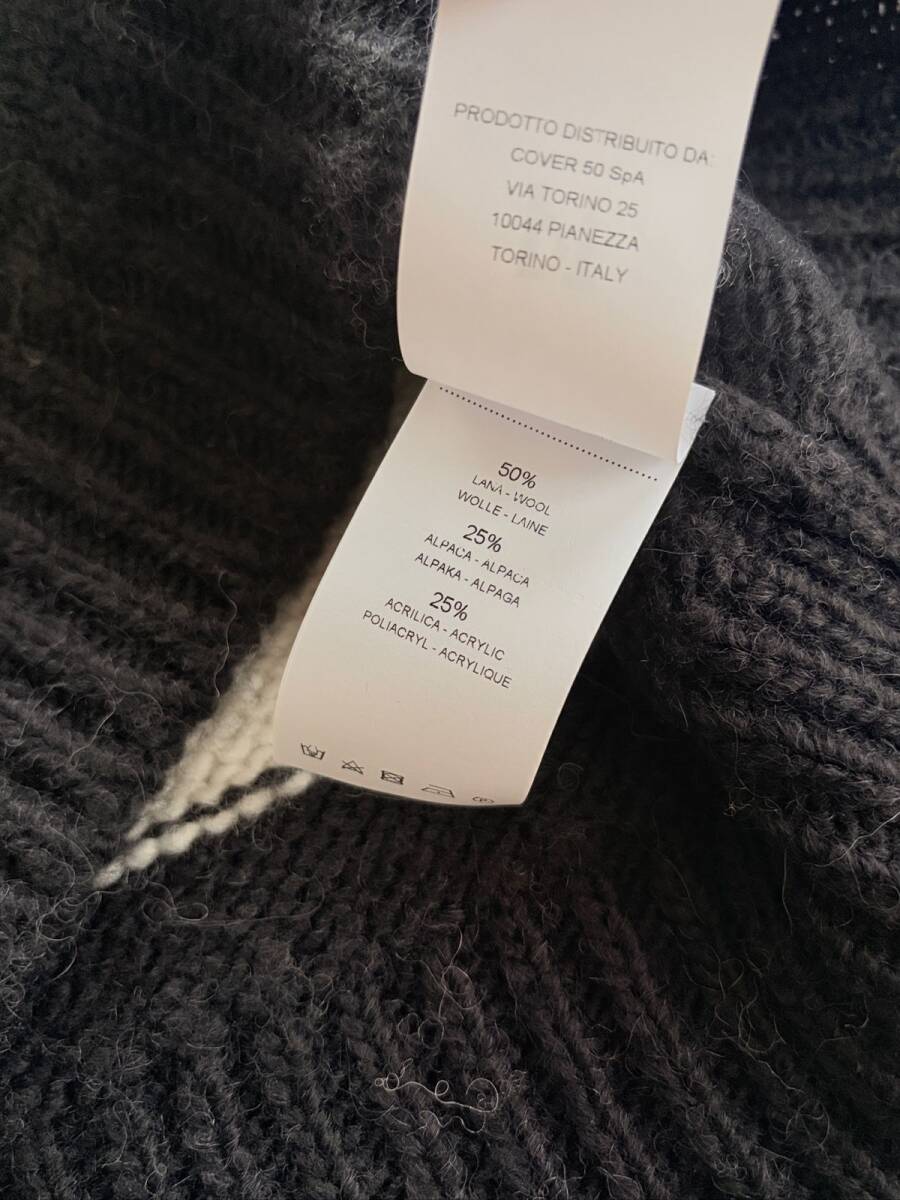 PRODOTTO DISTRIBUITO DA:
COVER 50 SpA
VIA TORINO 25
10044 PIANEZZA
TORINO - ITALY
50%
LANA - WOOL
WOLLE - LAINE
25%
ALPACA - ALPACA
ALPAKA - ALPAGA
25%
ACRILICA - ACRYLIC
POLIACRYL - ACRYLIQUE